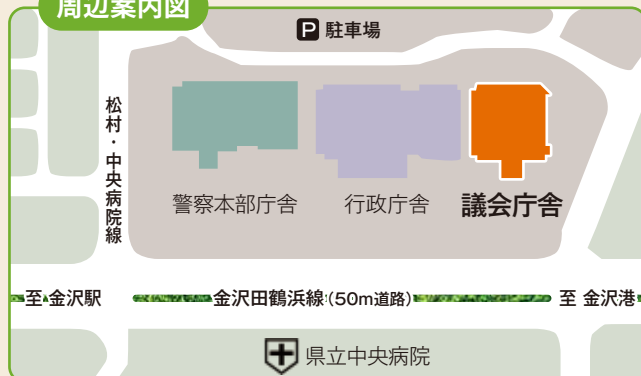 周辺案内図
P 駐車場
松村・中央病院線
警察本部庁舎
行政庁舎
議会庁舎
至 金沢駅
金沢田鶴浜線(50m道路)
至 金沢港
県立中央病院